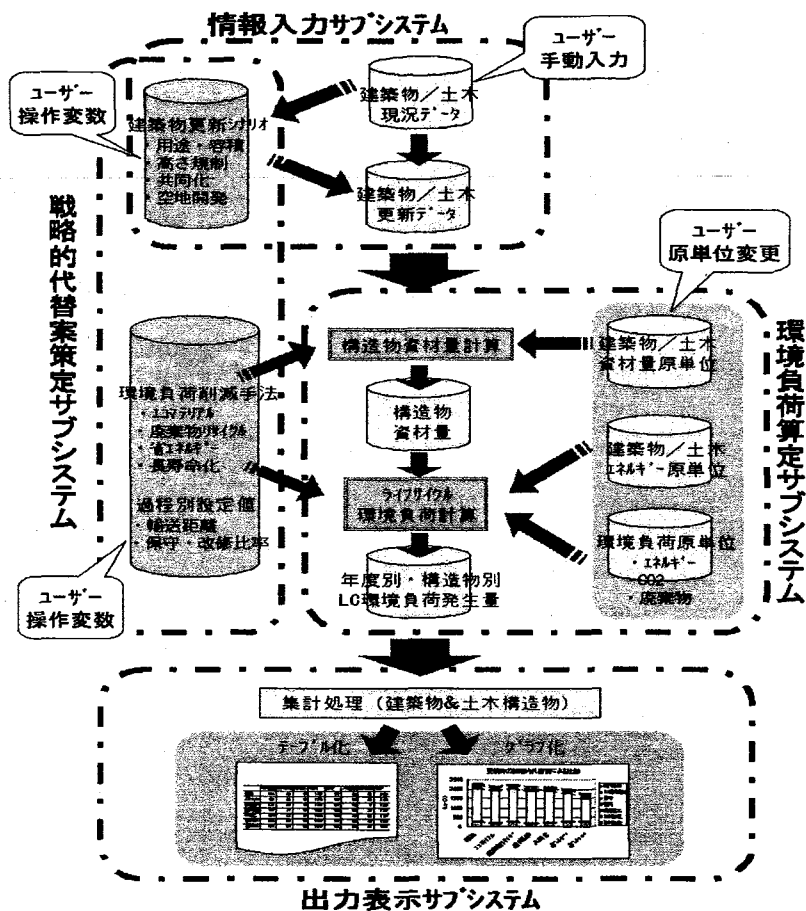 情報入力サブシステム
ユーザー
手動入力
ユーザー
操作変数
建築物/土木
現況データ
建築物更新シナリオ
・用途・容積
・高さ規制
・共同化
・空地開発
建築物/土木
更新データ
戦略的代替案策定サブシステム
ユーザー
原単位変更
環境負荷算定サブシステム
構造物資材量計算
建築物/土木
資材量原単位
環境負荷削減手法
・エコマテリアル
・廃棄物リサイクル
・省エネルギー
・長寿命化
構造物
資材量
建築物/土木
エネルギー原単位
過程別設定値
・輸送距離
・保守・改修比率
ライフサイクル
環境負荷計算
環境負荷原単位
・エネルギー
CO2
・廃棄物
ユーザー
操作変数
年度別・構造物別
LC環境負荷発生量
集計処理(建築物&土木構造物)
テーブル化
グラフ化
出力表示サブシステム